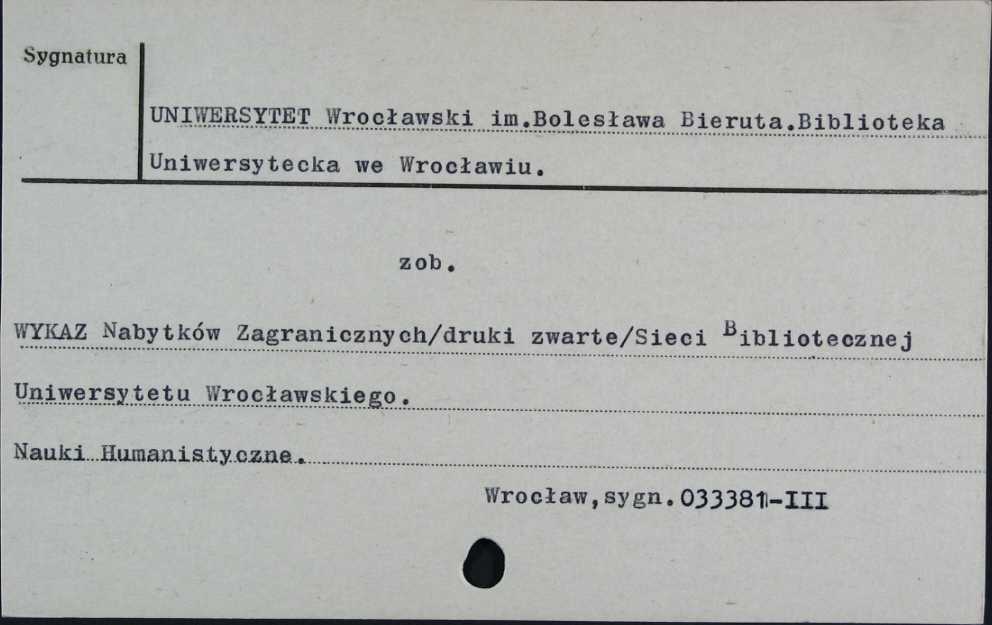 Sygnatura
UNIWERSYTET Wrocławski im.Bolesława Bieruta.Biblioteka
Uniwersytecka we Wrocławiu.
zob.
WYKAZ Nabytków Zagranicznych/druki zwarte/Sieci Bibliotecznej
Uniwersytetu Wrocławskiego.
Nauki Humanistyczne.
Wrocław,sygn.033381-III